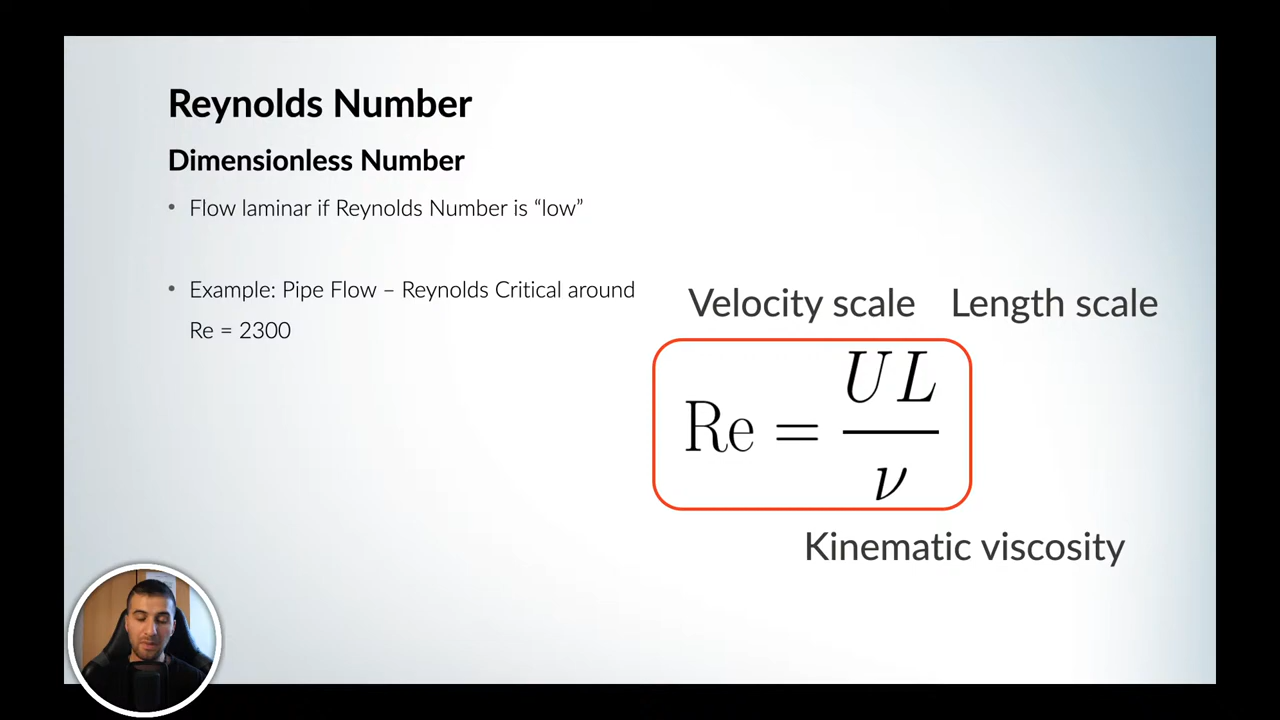 Reynolds Number
Dimensionless Number
• Flow laminar if Reynolds Number is “low”
• Example: Pipe Flow – Reynolds Critical around
Re = 2300
Velocity scale Length scale
Re = UL / ν
Kinematic viscosity